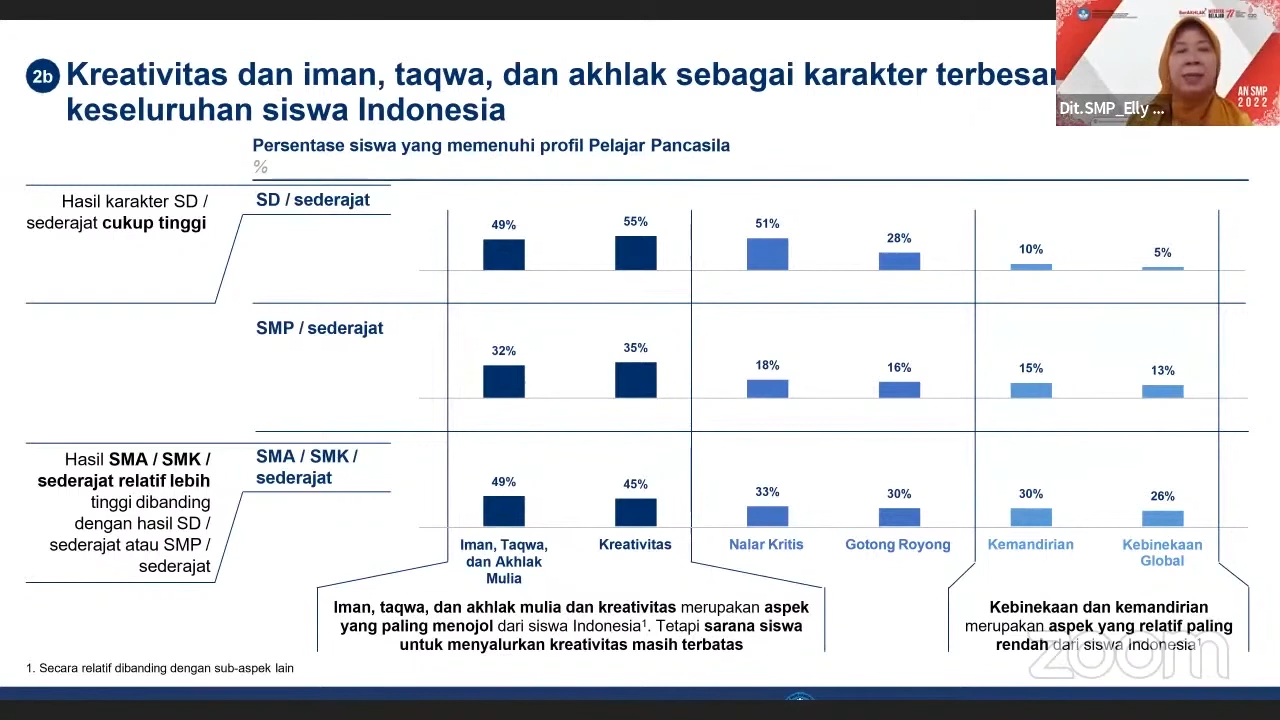 2b Kreativitas dan iman, taqwa, dan akhlak sebagai karakter terbesar
keseluruhan siswa Indonesia
Dit.SMP_Elly ...
AN SMP
2022
Persentase siswa yang memenuhi profil Pelajar Pancasila
%
Hasil karakter SD /
sederajat cukup tinggi
SD / sederajat
49% 55% 51% 28% 10% 5%
SMP / sederajat
32% 35% 18% 16% 15% 13%
Hasil SMA / SMK /
sederajat relatif lebih
tinggi dibanding
dengan hasil SD /
sederajat atau SMP /
sederajat
SMA / SMK /
sederajat
49% 45% 33% 30% 30% 26%
Iman, Taqwa,
dan Akhlak
Mulia
Kreativitas
Nalar Kritis
Gotong Royong
Kemandirian
Kebinekaan
Global
Iman, taqwa, dan akhlak mulia dan kreativitas merupakan aspek
yang paling menojol dari siswa Indonesia¹. Tetapi sarana siswa
untuk menyalurkan kreativitas masih terbatas
Kebinekaan dan kemandirian
merupakan aspek yang relatif paling
rendah dari siswa Indonesia¹
1. Secara relatif dibanding dengan sub-aspek lain
zoom